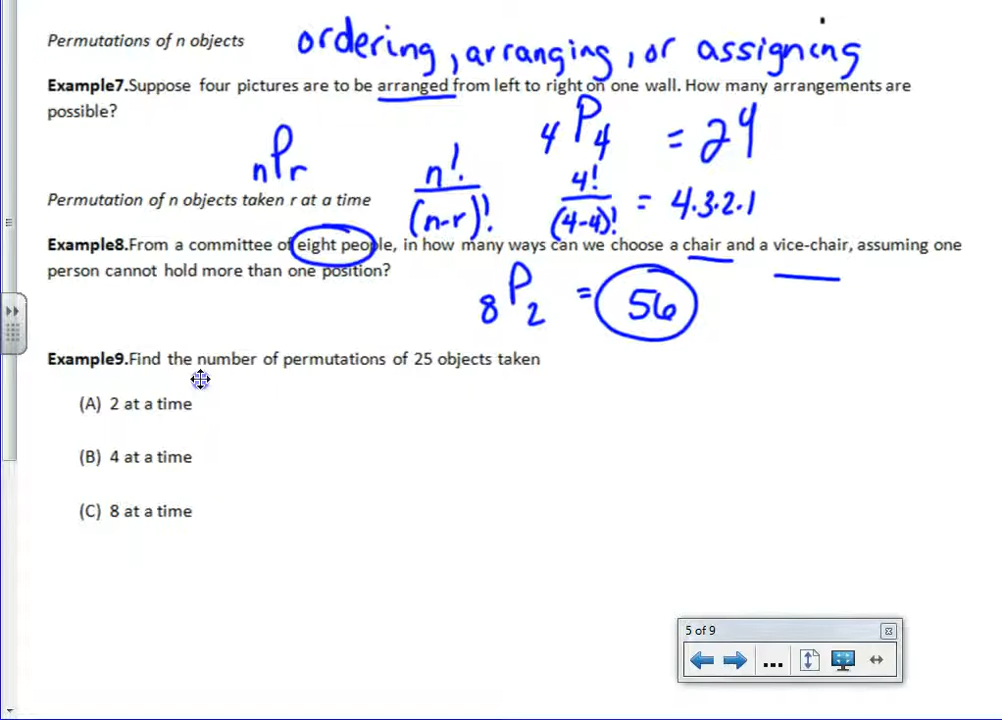 Permutations of n objects
ordering, arranging, or assigning
Example7.Suppose four pictures are to be arranged from left to right on one wall. How many arrangements are
possible?
4P4 = 24
nPr
n!/(n-r)!
4!/(4-4)! = 4·3·2·1
Permutation of n objects taken r at a time
Example8.From a committee of eight people, in how many ways can we choose a chair and a vice-chair, assuming one
person cannot hold more than one position?
8P2 = 56
Example9.Find the number of permutations of 25 objects taken
(A) 2 at a time
(B) 4 at a time
(C) 8 at a time
5 of 9